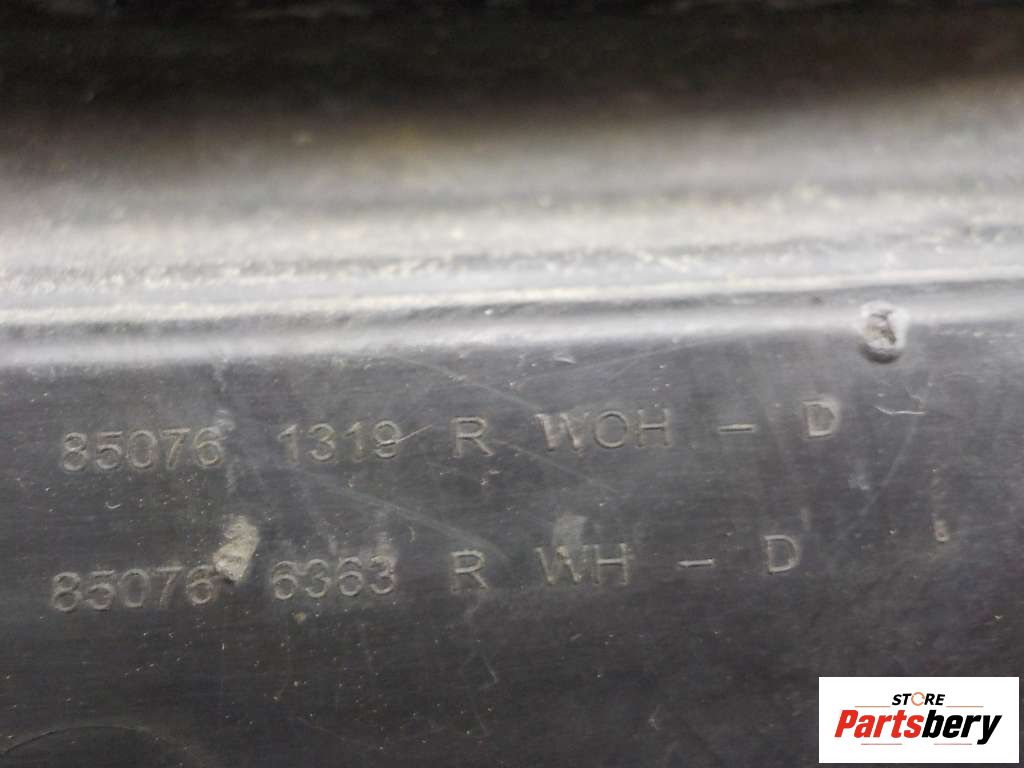 85076 1319 R WOH - D
85076 6363 R WH - D
STORE
Partsbery